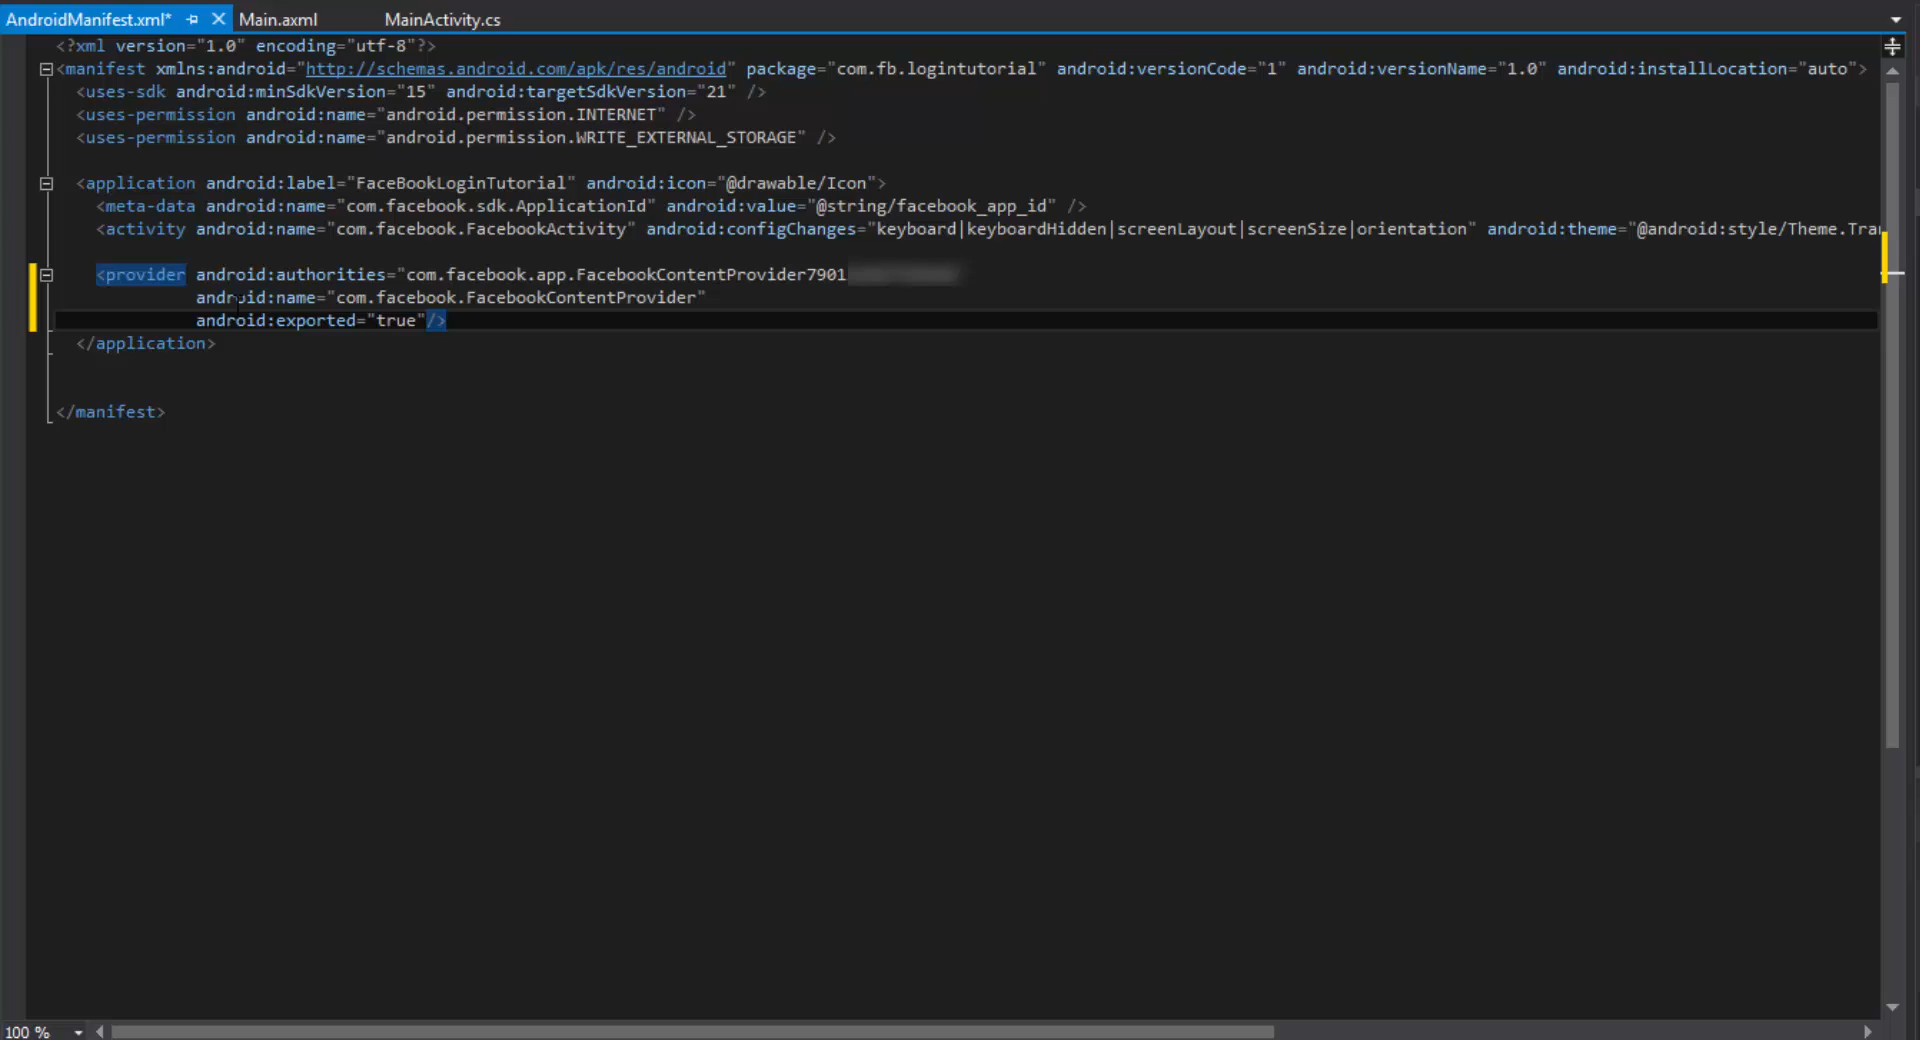 AndroidManifest.xml* Main.axml MainActivity.cs
<?xml version="1.0" encoding="utf-8"?>
<manifest xmlns:android="http://schemas.android.com/apk/res/android" package="com.fb.logintutorial" android:versionCode="1" android:versionName="1.0" android:installLocation="auto">
<uses-sdk android:minSdkVersion="15" android:targetSdkVersion="21" />
<uses-permission android:name="android.permission.INTERNET" />
<uses-permission android:name="android.permission.WRITE_EXTERNAL_STORAGE" />
<application android:label="FaceBookLoginTutorial" android:icon="@drawable/Icon">
<meta-data android:name="com.facebook.sdk.ApplicationId" android:value="@string/facebook_app_id" />
<activity android:name="com.facebook.FacebookActivity" android:configChanges="keyboard|keyboardHidden|screenLayout|screenSize|orientation" android:theme="@android:style/Theme.Tra
<provider android:authorities="com.facebook.app.FacebookContentProvider7901
android:name="com.facebook.FacebookContentProvider"
android:exported="true"/>
</application>
</manifest>
100 %